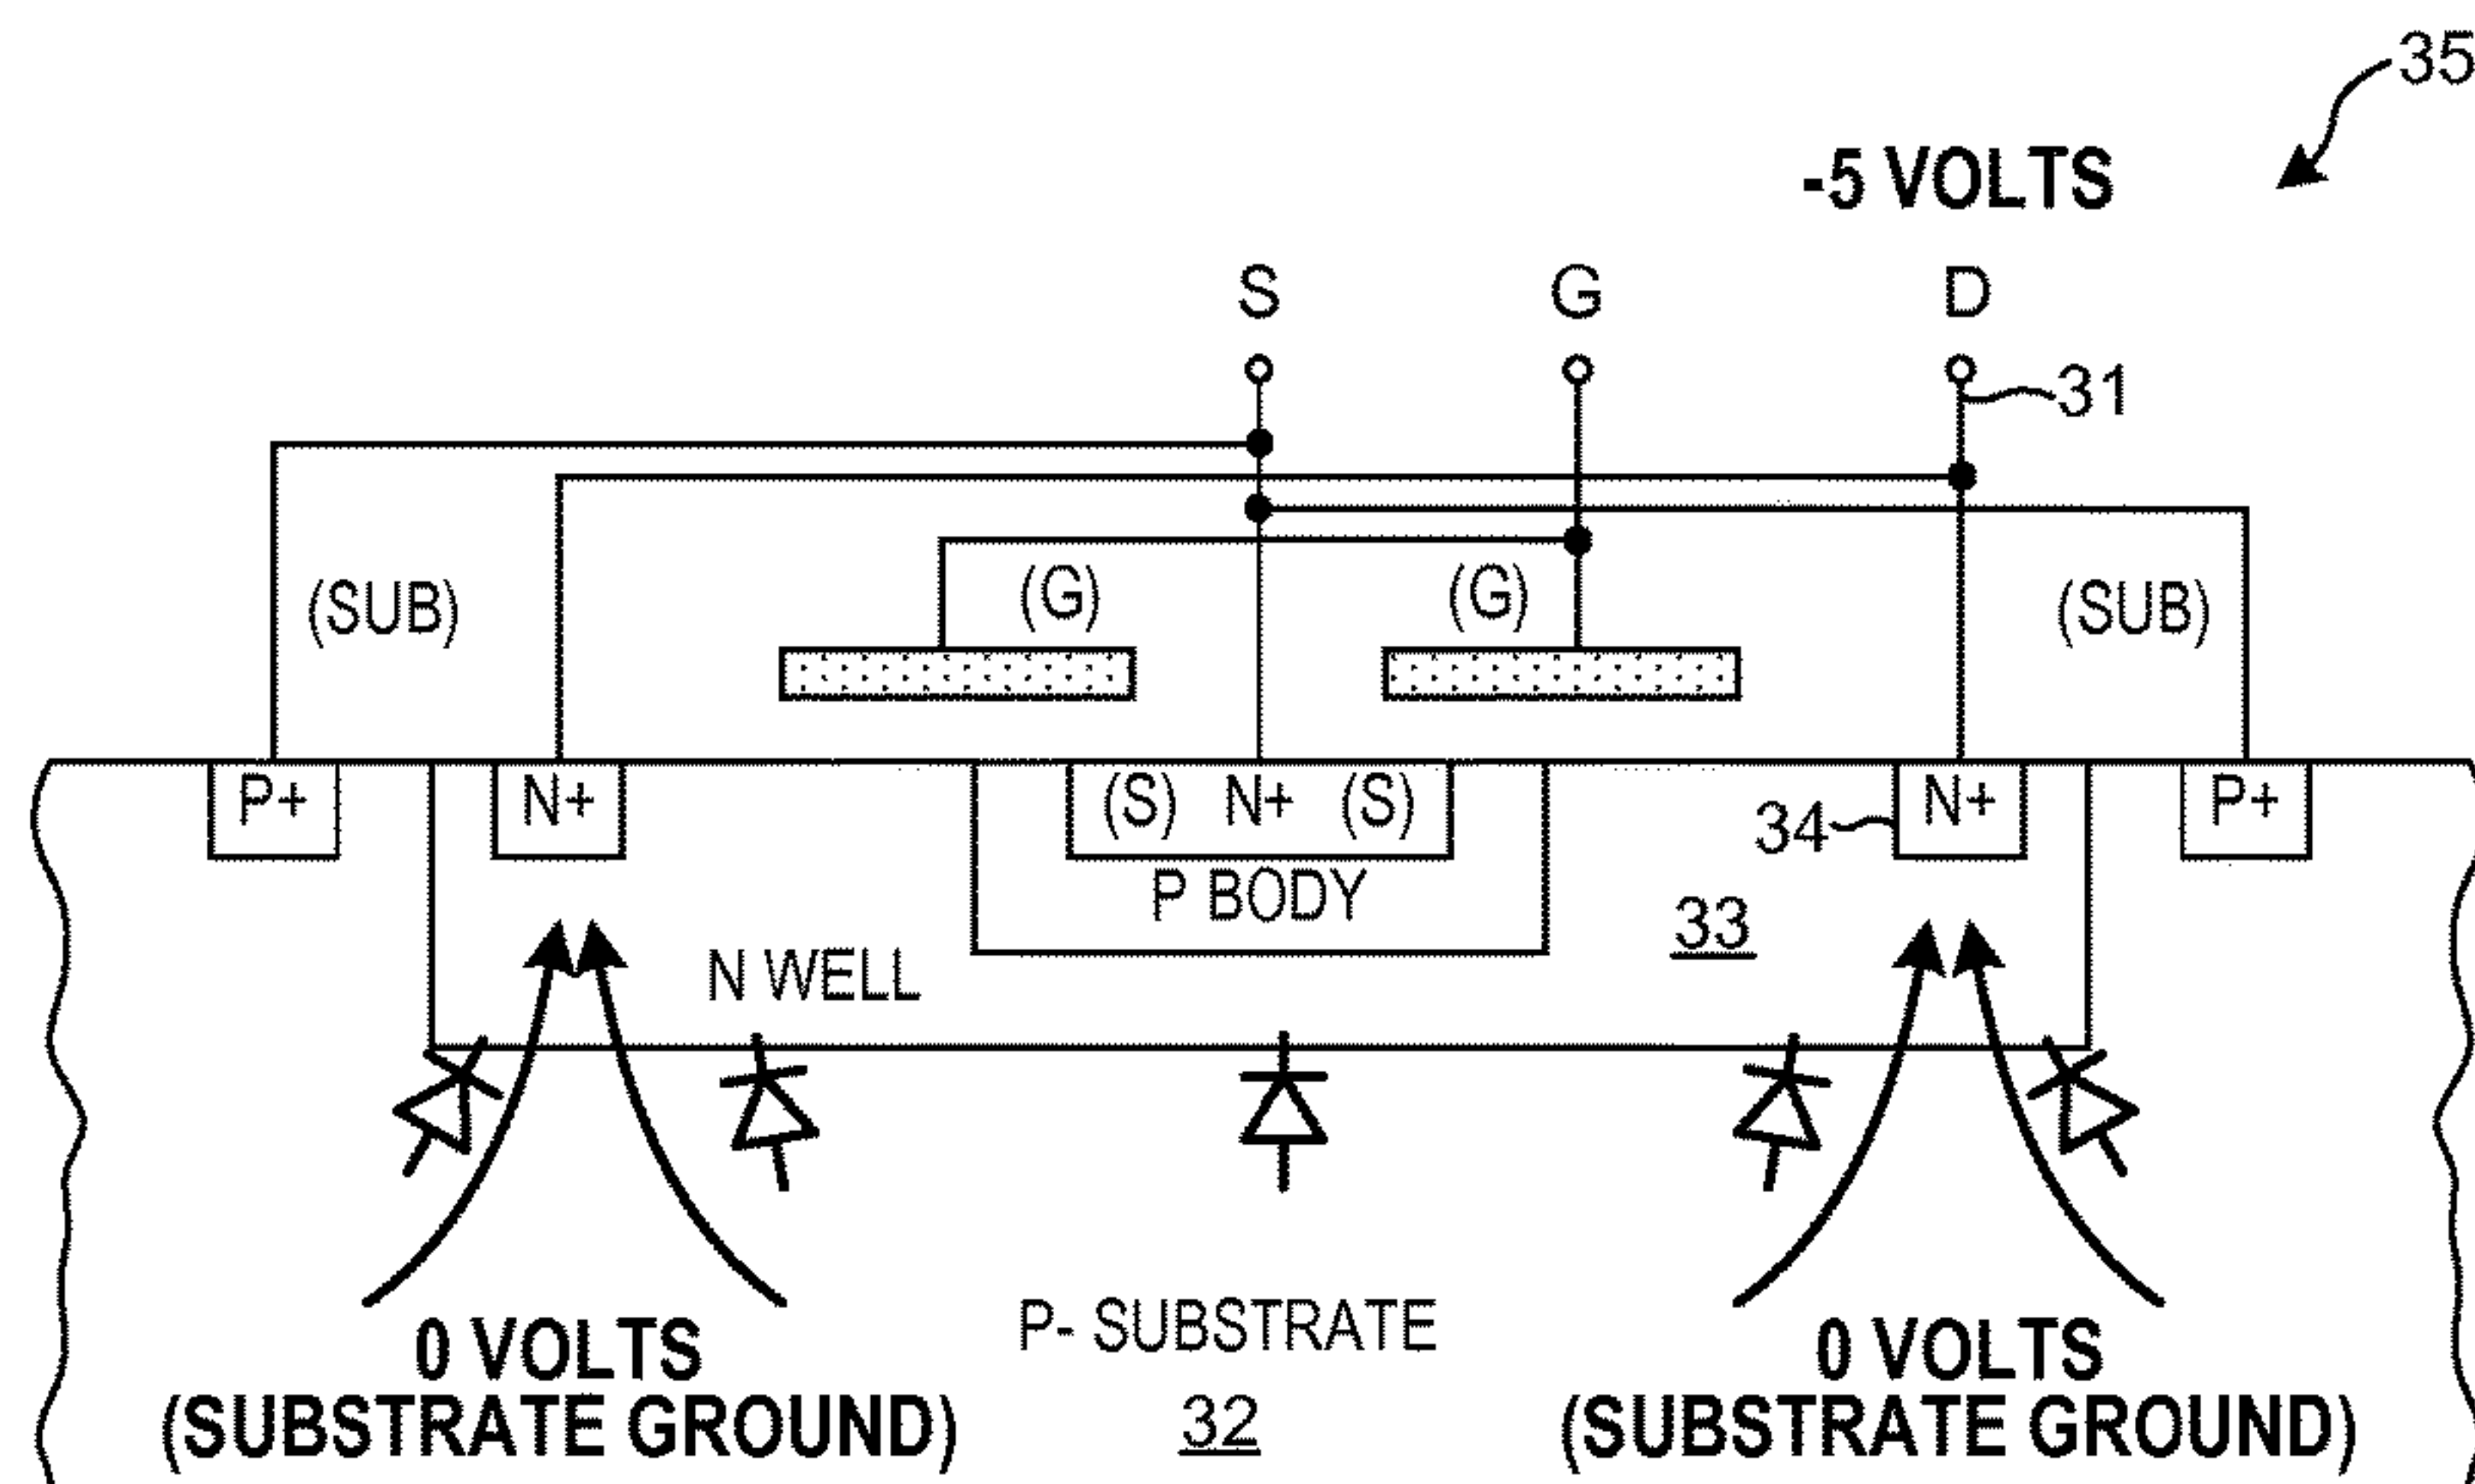 35
-5 VOLTS
S G D
31
(SUB) (G) (G) (SUB)
P+ N+ (S) N+ (S) 34 N+ P+
P BODY
33
N WELL
P- SUBSTRATE
0 VOLTS 0 VOLTS
(SUBSTRATE GROUND) 32 (SUBSTRATE GROUND)